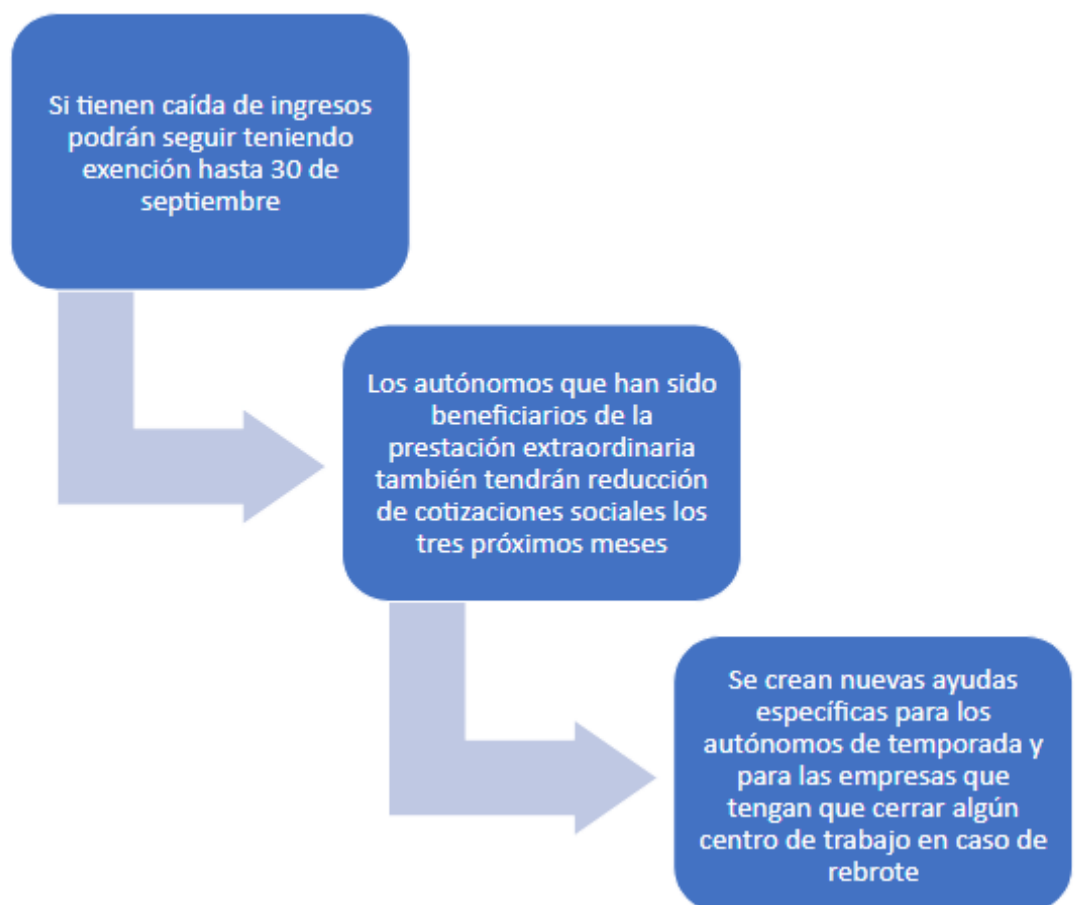 Si tienen caída de ingresos
podrán seguir teniendo
exención hasta 30 de
septiembre
Los autónomos que han sido
beneficiarios de la
prestación extraordinaria
también tendrán reducción
de cotizaciones sociales los
tres próximos meses
Se crean nuevas ayudas
específicas para los
autónomos de temporada y
para las empresas que
tengan que cerrar algún
centro de trabajo en caso de
rebrote